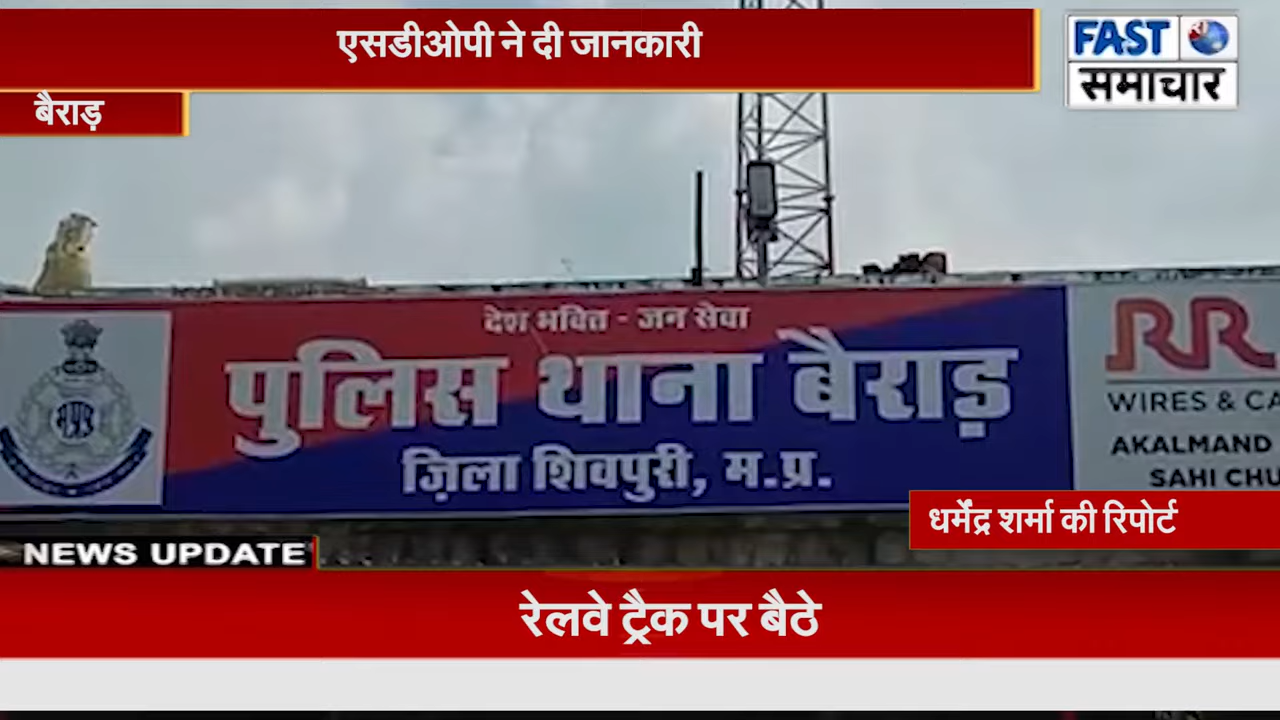 एसडीओपी ने दी जानकारी
FAST
समाचार
बैराड़
देश भक्ति - जन सेवा
पुलिस थाना बैराड़
ज़िला शिवपुरी, म.प्र.
RR
WIRES & CA
AKALMAND
SAHI CHU
धर्मेंद्र शर्मा की रिपोर्ट
NEWS UPDATE
रेलवे ट्रैक पर बैठे